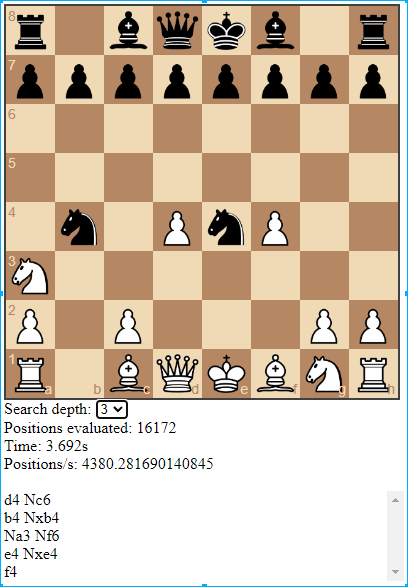 8
7
6
5
4
3
2
1 a b c d e f g h
Search depth: 3
Positions evaluated: 16172
Time: 3.692s
Positions/s: 4380.281690140845
d4 Nc6
b4 Nxb4
Na3 Nf6
e4 Nxe4
f4